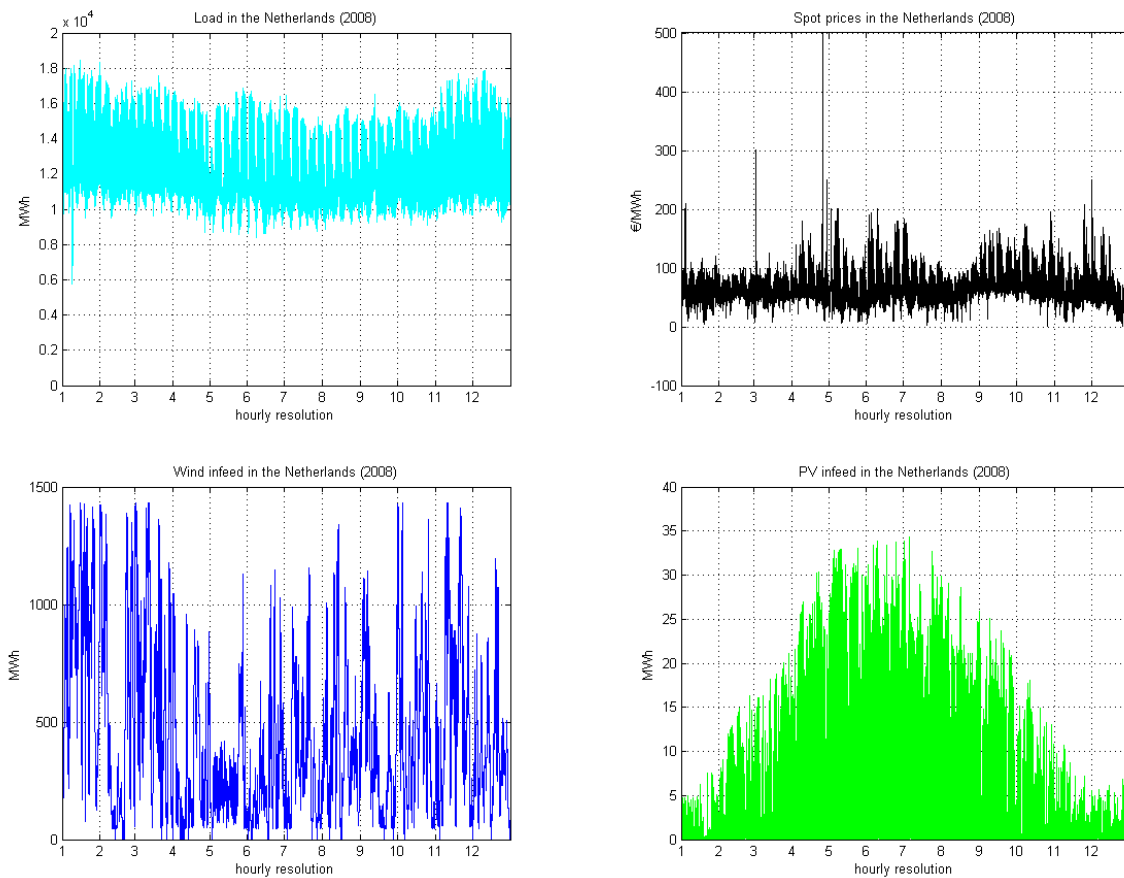 Load in the Netherlands (2008)
x 10^4
2
1.8
1.6
1.4
1.2
1
0.8
0.6
0.4
0.2
0
MWh
1 2 3 4 5 6 7 8 9 10 11 12
hourly resolution
Spot prices in the Netherlands (2008)
500
400
300
200
100
0
-100
€/MWh
1 2 3 4 5 6 7 8 9 10 11 12
hourly resolution
Wind infeed in the Netherlands (2008)
1500
1000
500
0
MWh
1 2 3 4 5 6 7 8 9 10 11 12
hourly resolution
PV infeed in the Netherlands (2008)
40
35
30
25
20
15
10
5
0
MWh
1 2 3 4 5 6 7 8 9 10 11 12
hourly resolution